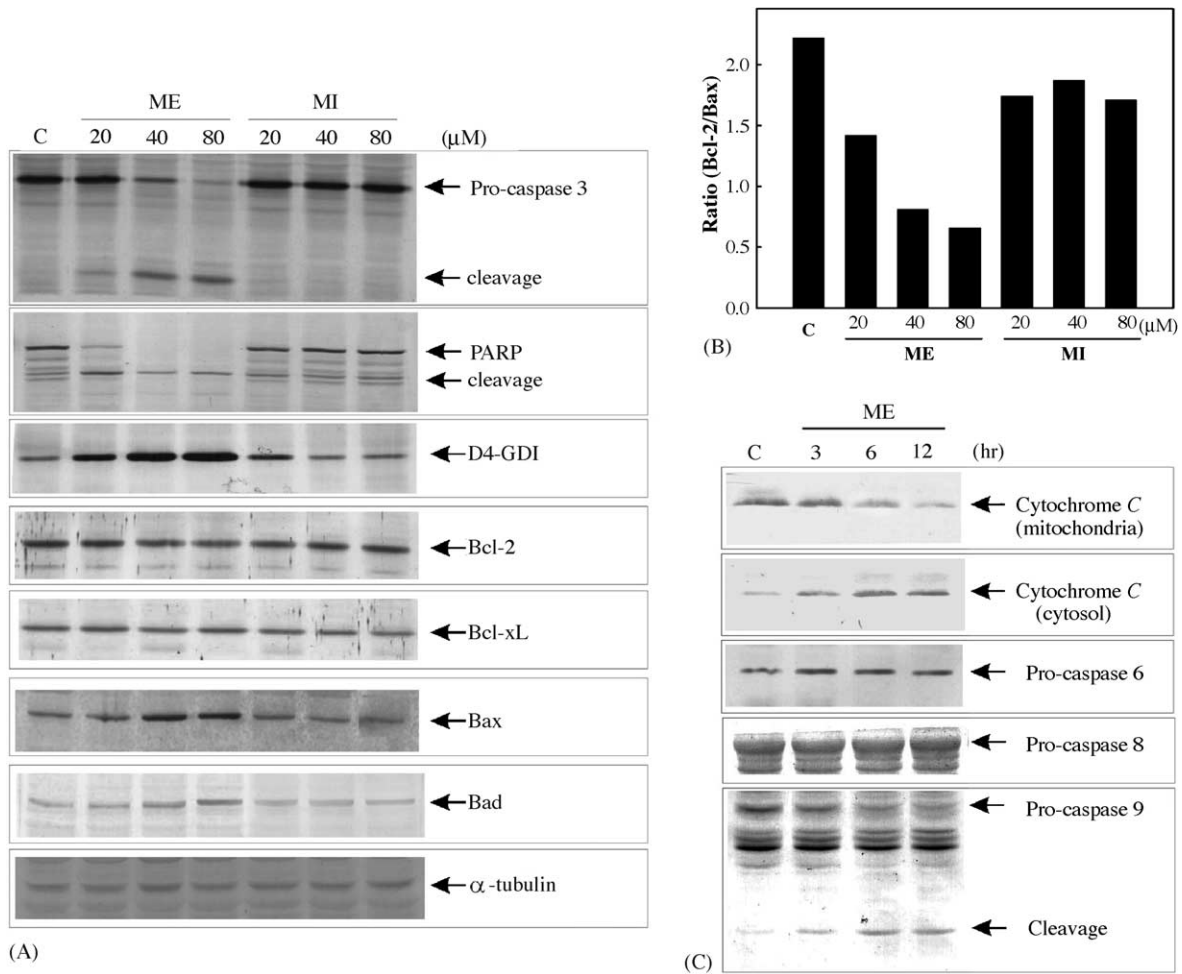 ME MI
C 20 40 80 20 40 80 (μM)
Pro-caspase 3
cleavage
PARP
cleavage
D4-GDI
Bcl-2
Bcl-xL
Bax
Bad
α-tubulin
(A)
Ratio (Bcl-2/Bax)
2.0
1.5
1.0
0.5
0.0
C 20 40 80 20 40 80 (μM)
ME MI
(B)
ME
C 3 6 12 (hr)
Cytochrome C
(mitochondria)
Cytochrome C
(cytosol)
Pro-caspase 6
Pro-caspase 8
Pro-caspase 9
Cleavage
(C)